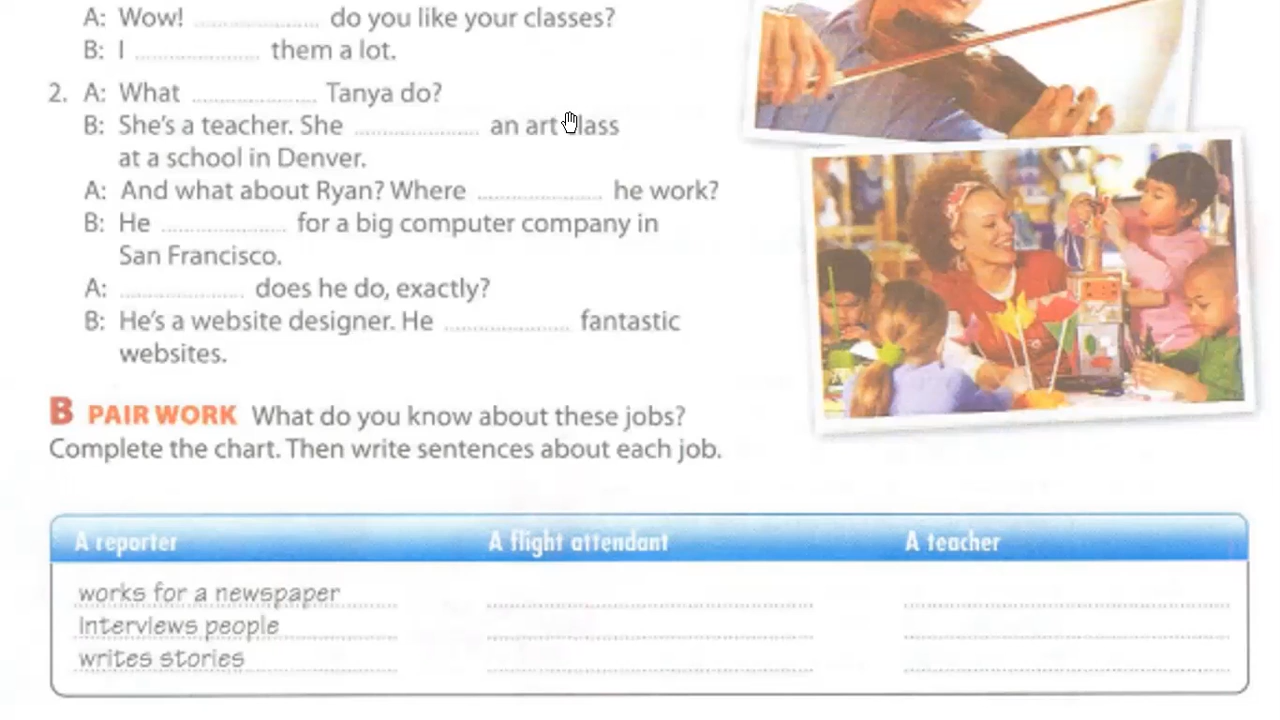 A: Wow! .................... do you like your classes?
B: I .................... them a lot.
2. A: What .................... Tanya do?
B: She's a teacher. She .................... an art class
at a school in Denver.
A: And what about Ryan? Where .................... he work?
B: He .................... for a big computer company in
San Francisco.
A: .................... does he do, exactly?
B: He's a website designer. He .................... fantastic
websites.
B PAIR WORK What do you know about these jobs?
Complete the chart. Then write sentences about each job.
A reporter A flight attendant A teacher
works for a newspaper
interviews people
writes stories